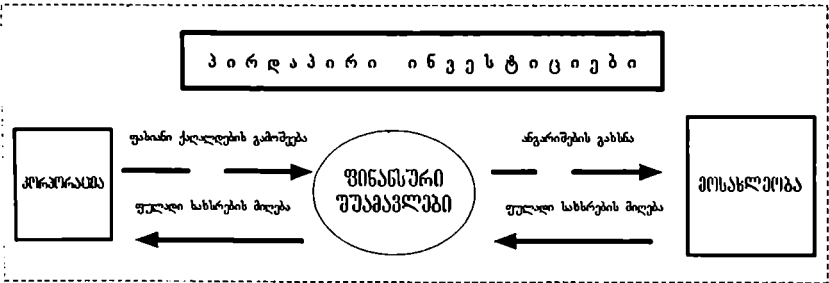 პირდაპირი ინვესტიციები
ფასიანი ქაღალდების გამოშვება
ანგარიშების გახსნა
კორპორაცია
ფინანსური
შუამავლები
მოსახლეობა
ფულადი სახსრების მიღება
ფულადი სახსრების მიღება